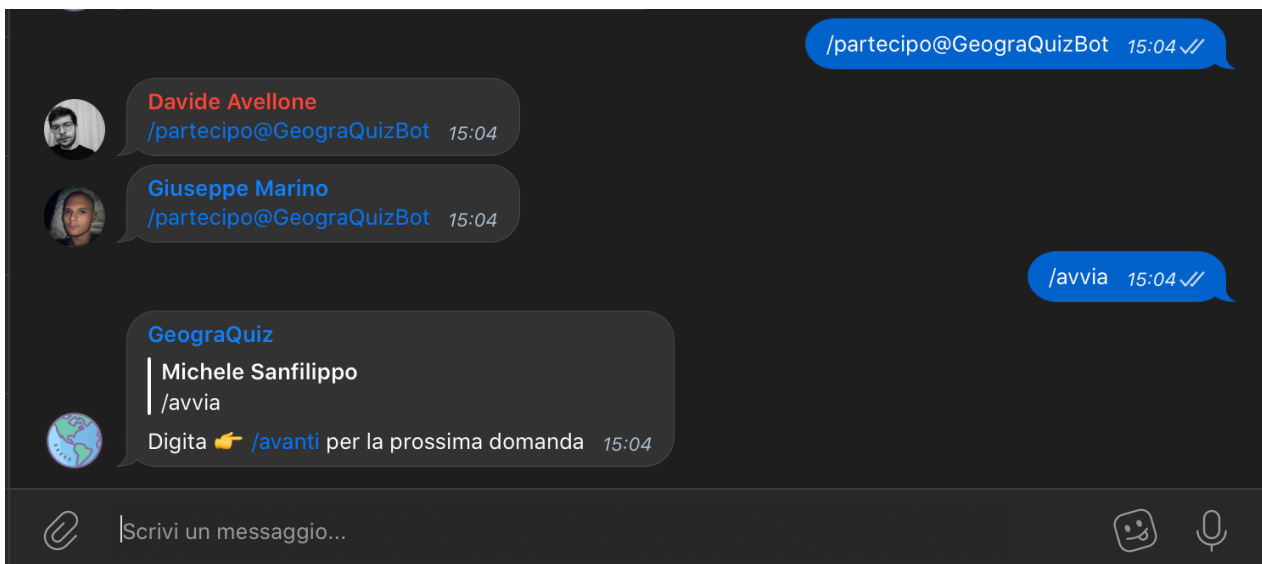 /partecipo@GeograQuizBot 15:04
Davide Avellone
/partecipo@GeograQuizBot 15:04
Giuseppe Marino
/partecipo@GeograQuizBot 15:04
/avvia 15:04
GeograQuiz
Michele Sanfilippo
/avvia
Digita 👉 /avanti per la prossima domanda 15:04
Scrivi un messaggio...